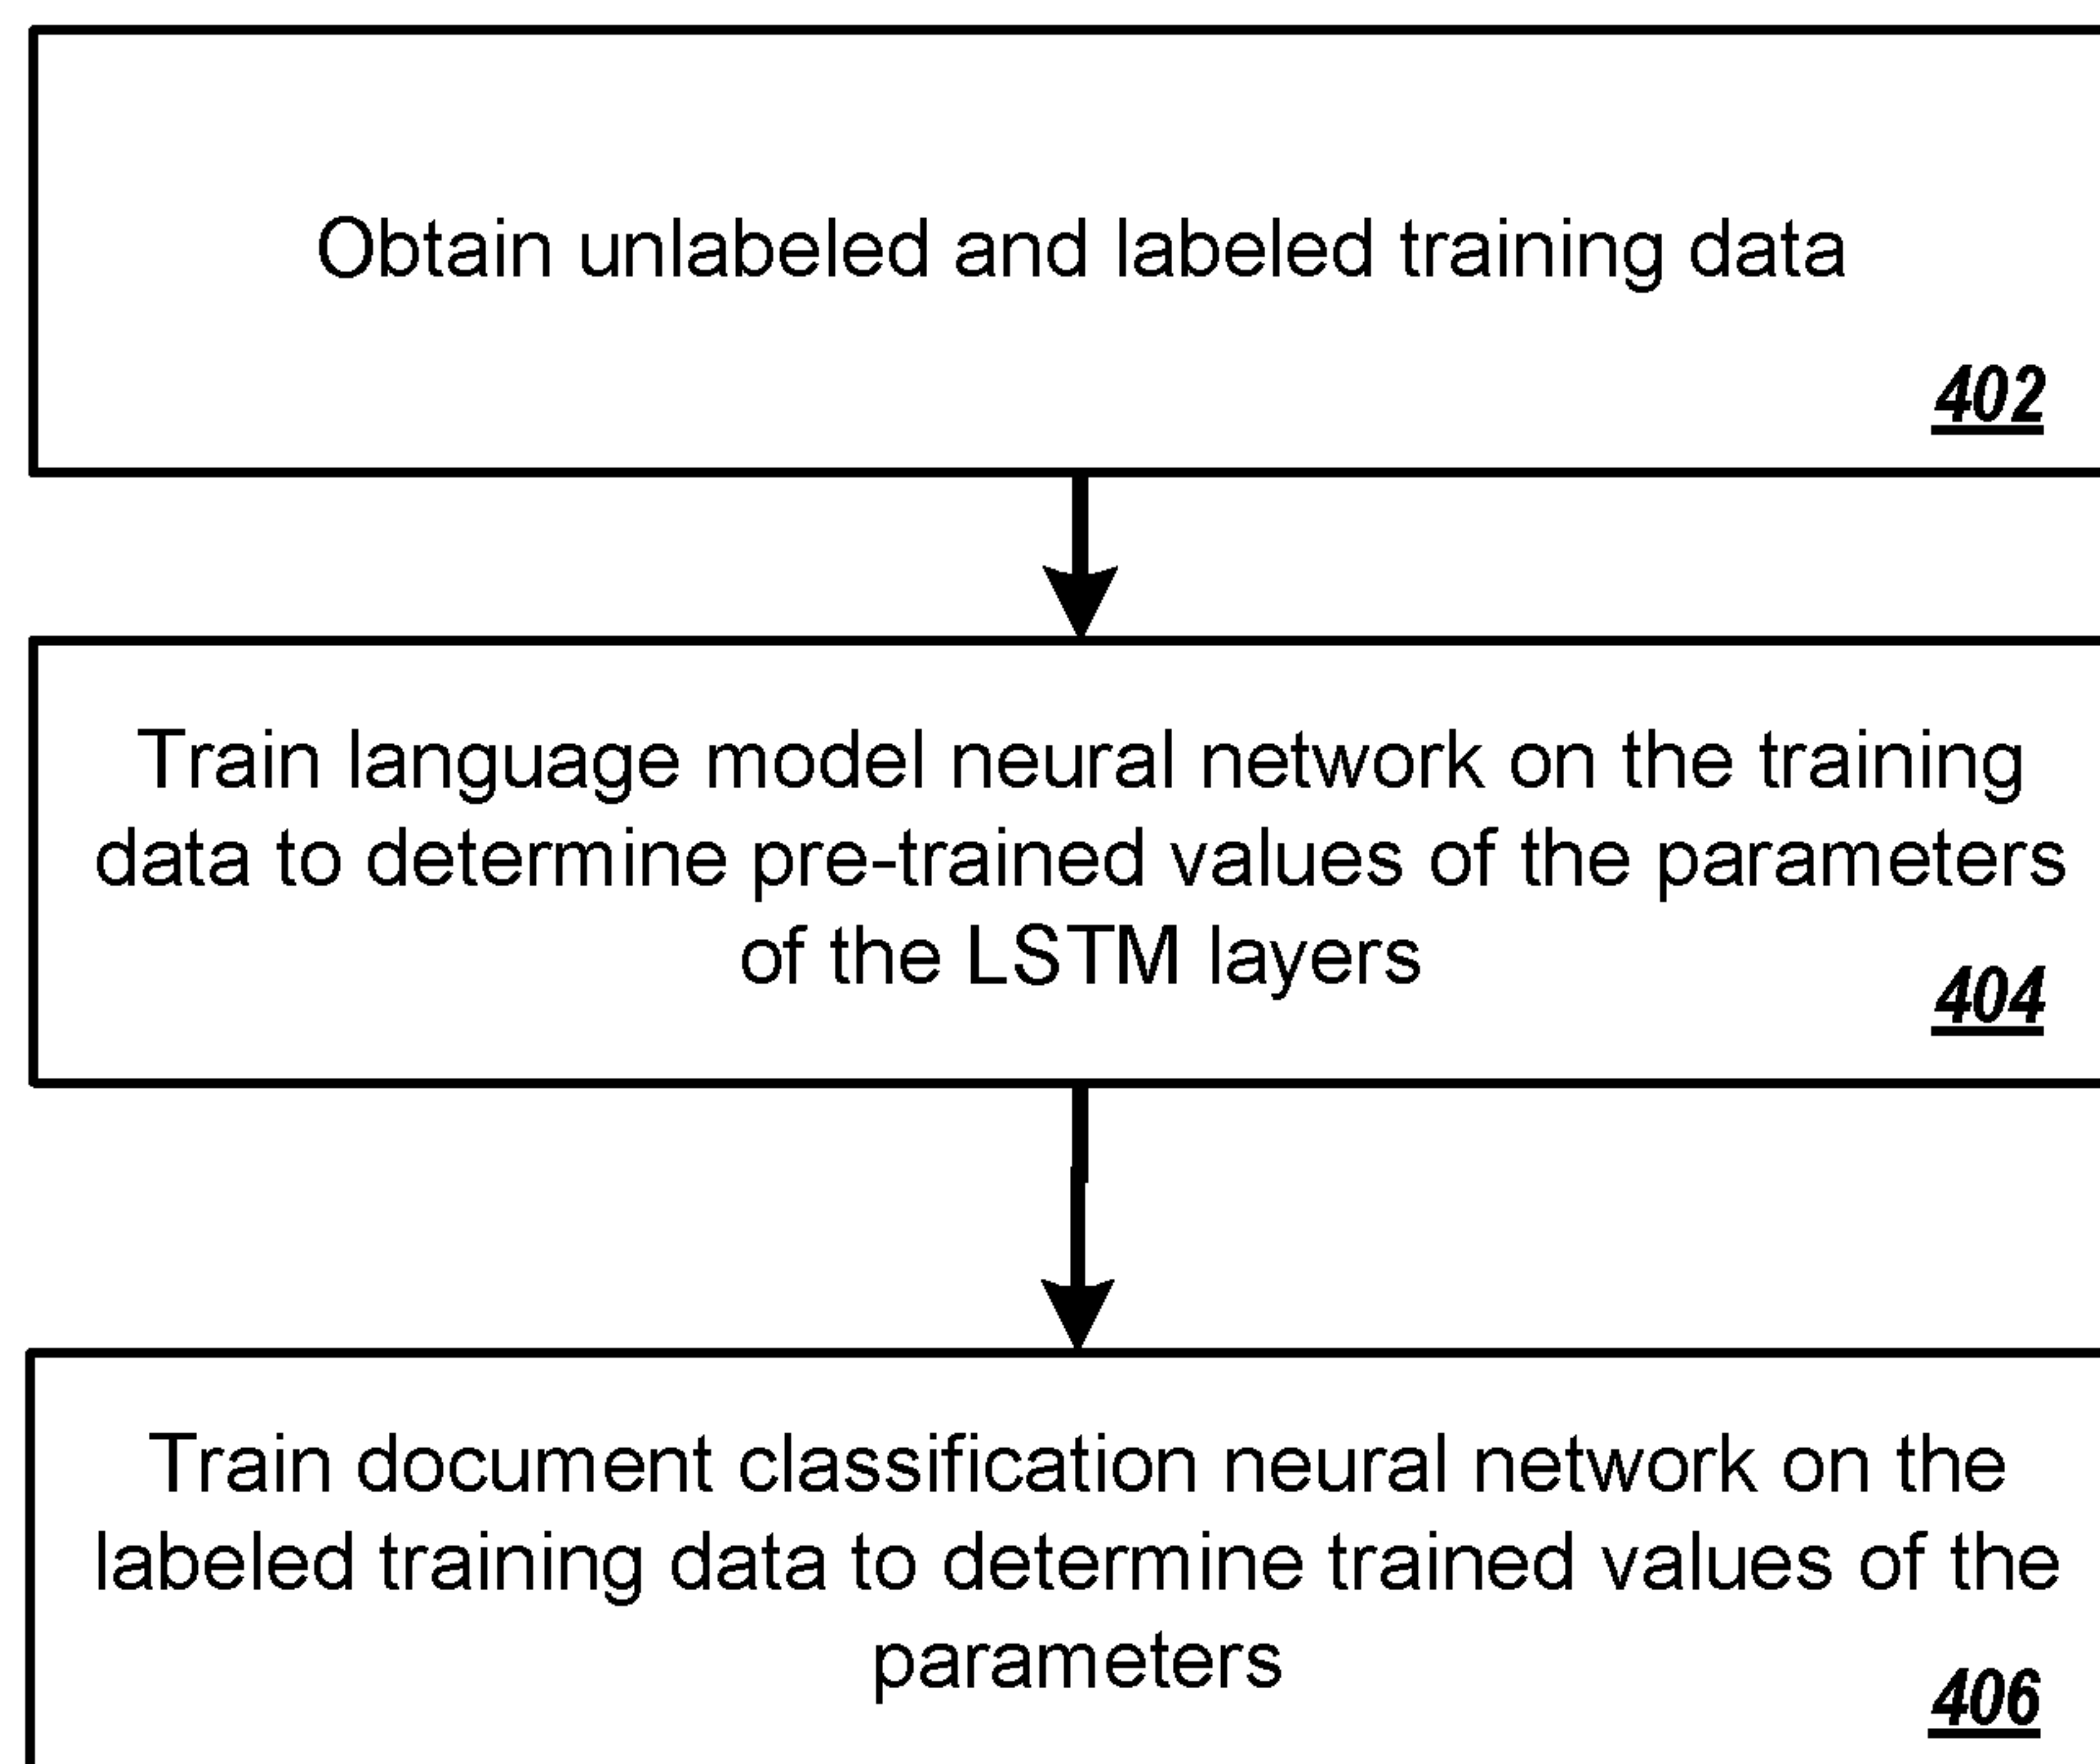 Obtain unlabeled and labeled training data
402
Train language model neural network on the training
data to determine pre-trained values of the parameters
of the LSTM layers
404
Train document classification neural network on the
labeled training data to determine trained values of the
parameters
406